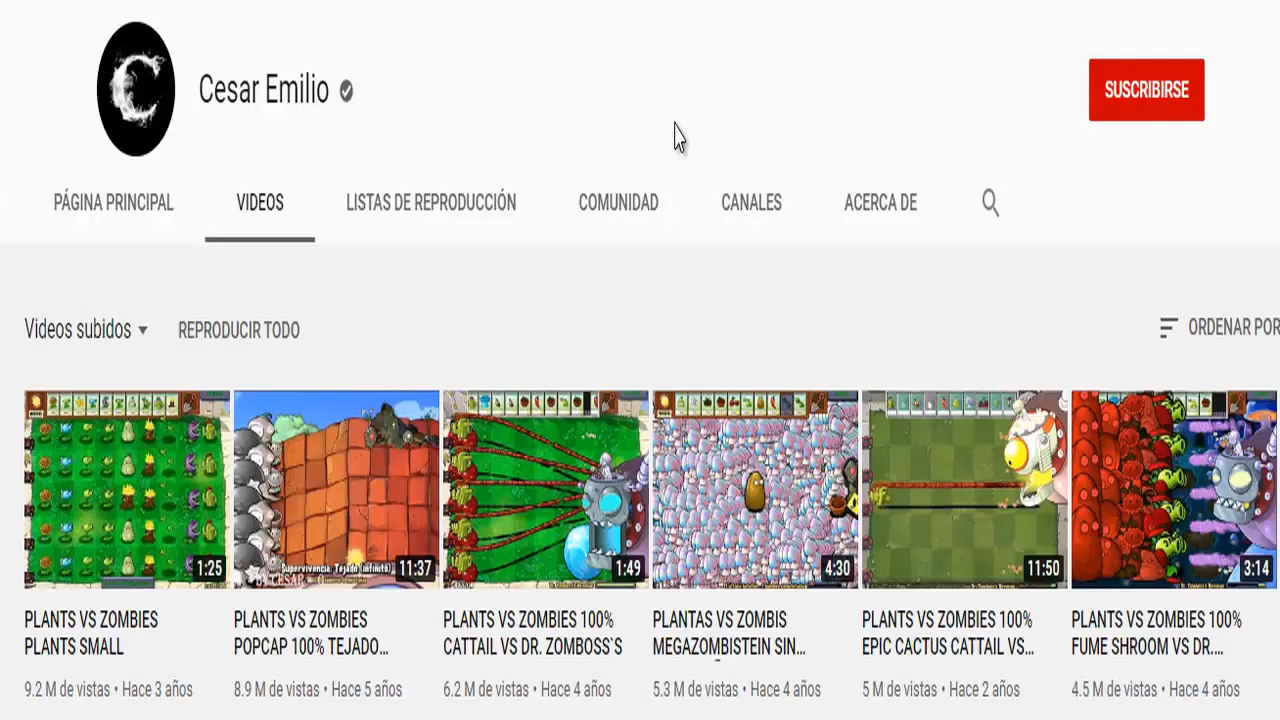 Cesar Emilio
SUSCRIBIRSE
PÁGINA PRINCIPAL
VIDEOS
LISTAS DE REPRODUCCIÓN
COMUNIDAD
CANALES
ACERCA DE
Videos subidos
REPRODUCIR TODO
ORDENAR POR
1:25
Supervivencia: Tejado (infinito)
11:37
1:49
4:30
11:50
3:14
PLANTS VS ZOMBIES
PLANTS SMALL
9.2 M de vistas • Hace 3 años
PLANTS VS ZOMBIES
POPCAP 100% TEJADO...
8.9 M de vistas • Hace 5 años
PLANTS VS ZOMBIES 100%
CATTAIL VS DR. ZOMBOSS`S
6.2 M de vistas • Hace 4 años
PLANTAS VS ZOMBIS
MEGAZOMBISTEIN SIN...
5.3 M de vistas • Hace 4 años
PLANTS VS ZOMBIES 100%
EPIC CACTUS CATTAIL VS...
5 M de vistas • Hace 2 años
PLANTS VS ZOMBIES 100%
FUME SHROOM VS DR....
4.5 M de vistas • Hace 4 años